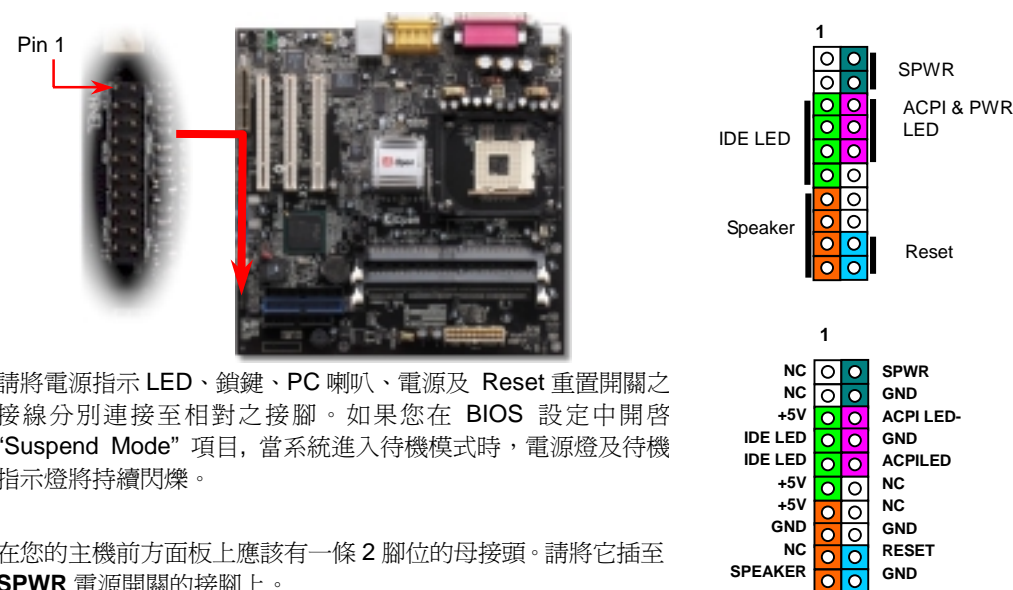 Pin 1
1
SPWR
ACPI & PWR
LED
IDE LED
Speaker
Reset
請將電源指示 LED、鎖鍵、PC 喇叭、電源及 Reset 重置開關之
接線分別連接至相對之接腳。如果您在 BIOS 設定中開啓
“Suspend Mode” 項目, 當系統進入待機模式時，電源燈及待機
指示燈將持續閃爍。
在您的主機前方面板上應該有一條 2 腳位的母接頭。請將它插至
SPWR 電源開關的接腳上。
1
NC SPWR
NC GND
+5V ACPI LED-
IDE LED GND
IDE LED ACPILED
+5V NC
+5V NC
GND GND
NC RESET
SPEAKER GND